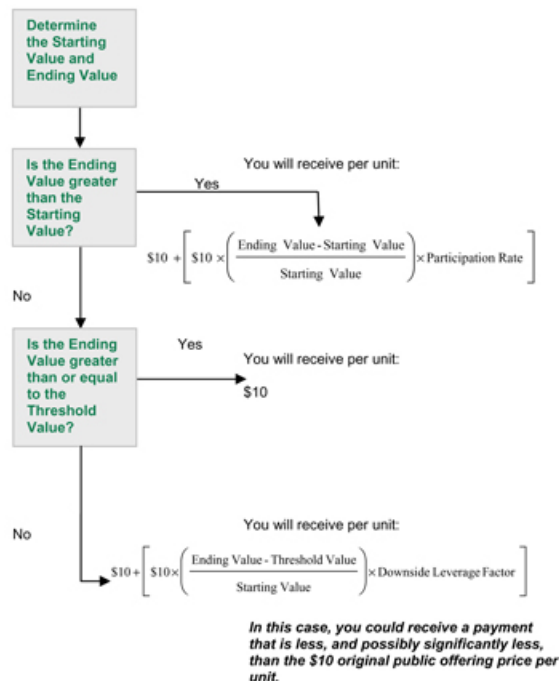 Determine
the Starting
Value and
Ending Value
Is the Ending
Value greater
than the
Starting
Value?
You will receive per unit:
Yes
$10 + [ $10 × ( Ending Value - Starting Value / Starting Value ) × Participation Rate ]
No
Is the Ending
Value greater
than or equal
to the
Threshold
Value?
Yes
You will receive per unit:
$10
No
You will receive per unit:
$10 + [ $10 × ( Ending Value - Threshold Value / Starting Value ) × Downside Leverage Factor ]
In this case, you could receive a payment
that is less, and possibly significantly less,
than the $10 original public offering price per
unit.